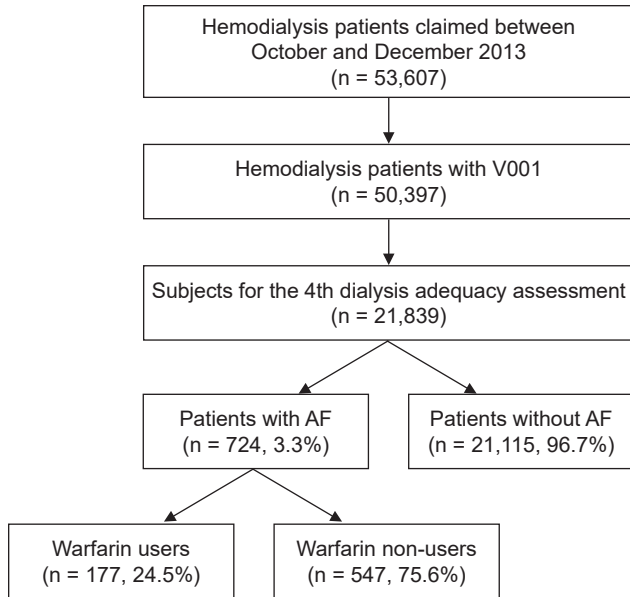 Hemodialysis patients claimed between
October and December 2013
(n = 53,607)
Hemodialysis patients with V001
(n = 50,397)
Subjects for the 4th dialysis adequacy assessment
(n = 21,839)
Patients with AF
(n = 724, 3.3%)
Patients without AF
(n = 21,115, 96.7%)
Warfarin users
(n = 177, 24.5%)
Warfarin non-users
(n = 547, 75.6%)